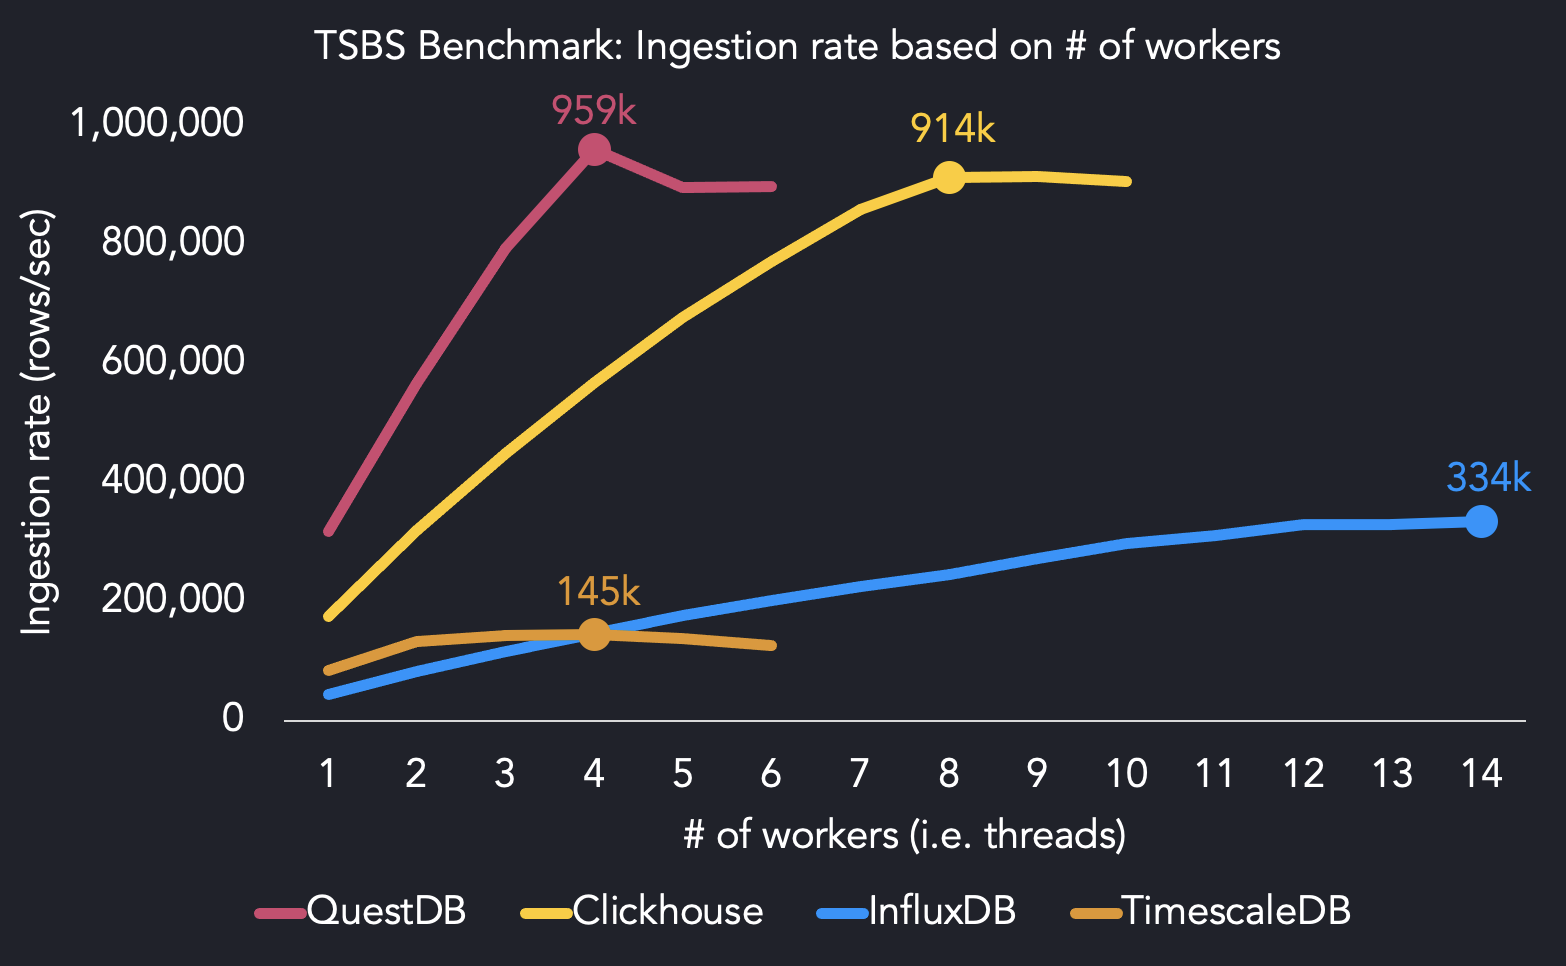 TSBS Benchmark: Ingestion rate based on # of workers
959k
914k
1,000,000
800,000
600,000
400,000
200,000
0
Ingestion rate (rows/sec)
334k
145k
1 2 3 4 5 6 7 8 9 10 11 12 13 14
# of workers (i.e. threads)
QuestDB Clickhouse InfluxDB TimescaleDB